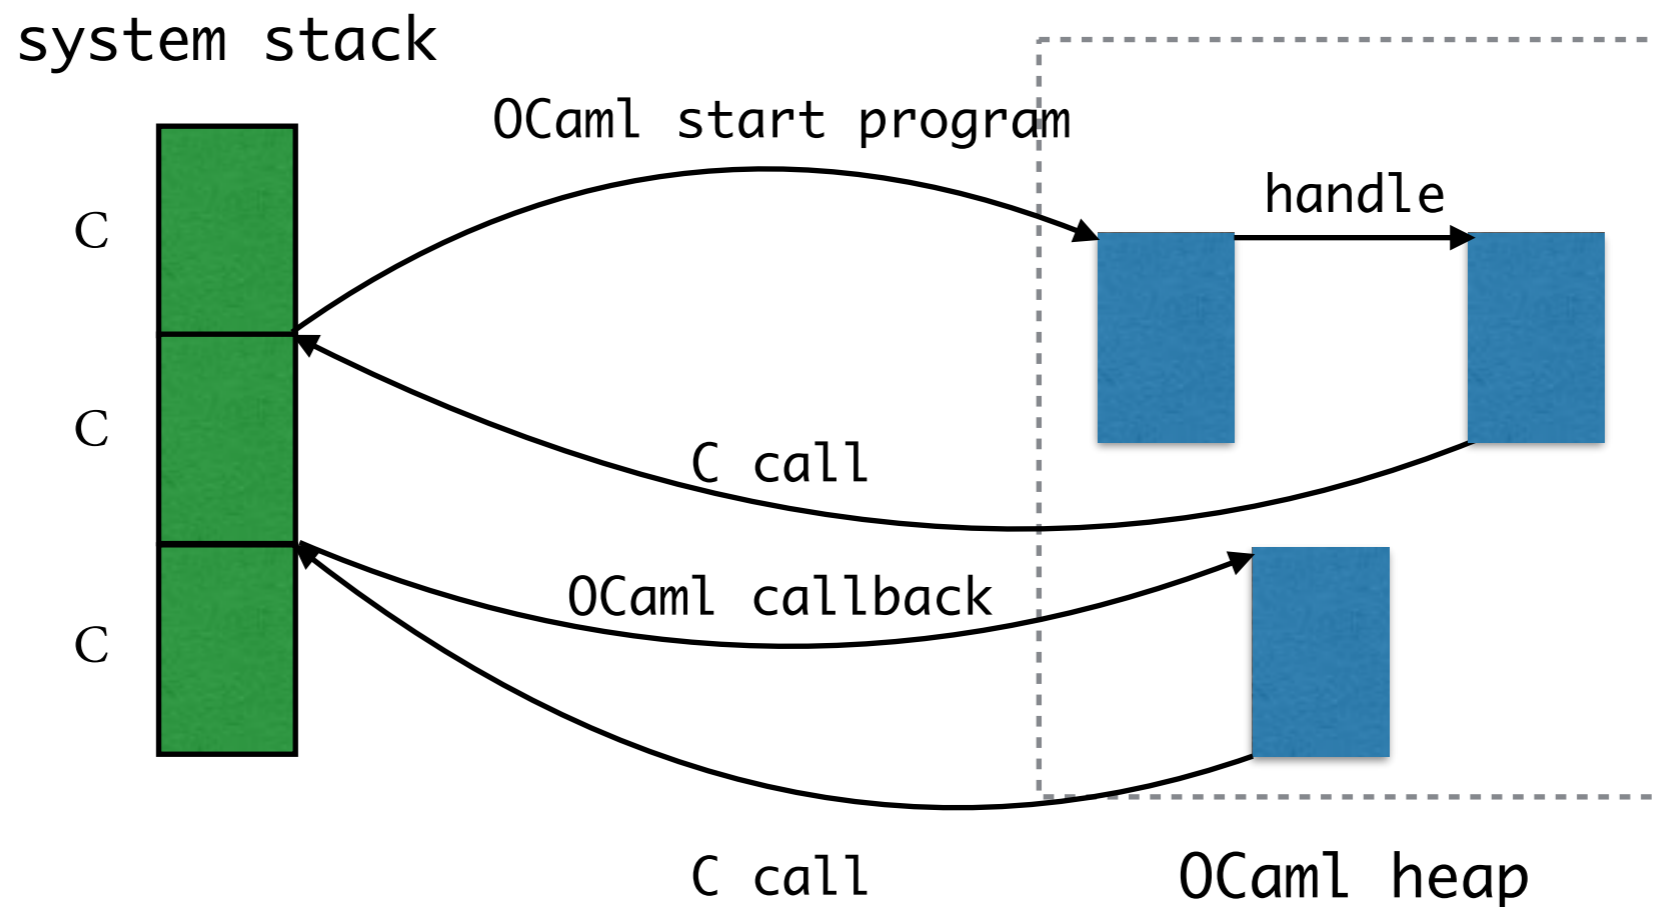 system stack
OCaml start program
handle
C
C
C call
OCaml callback
C
C call
OCaml heap